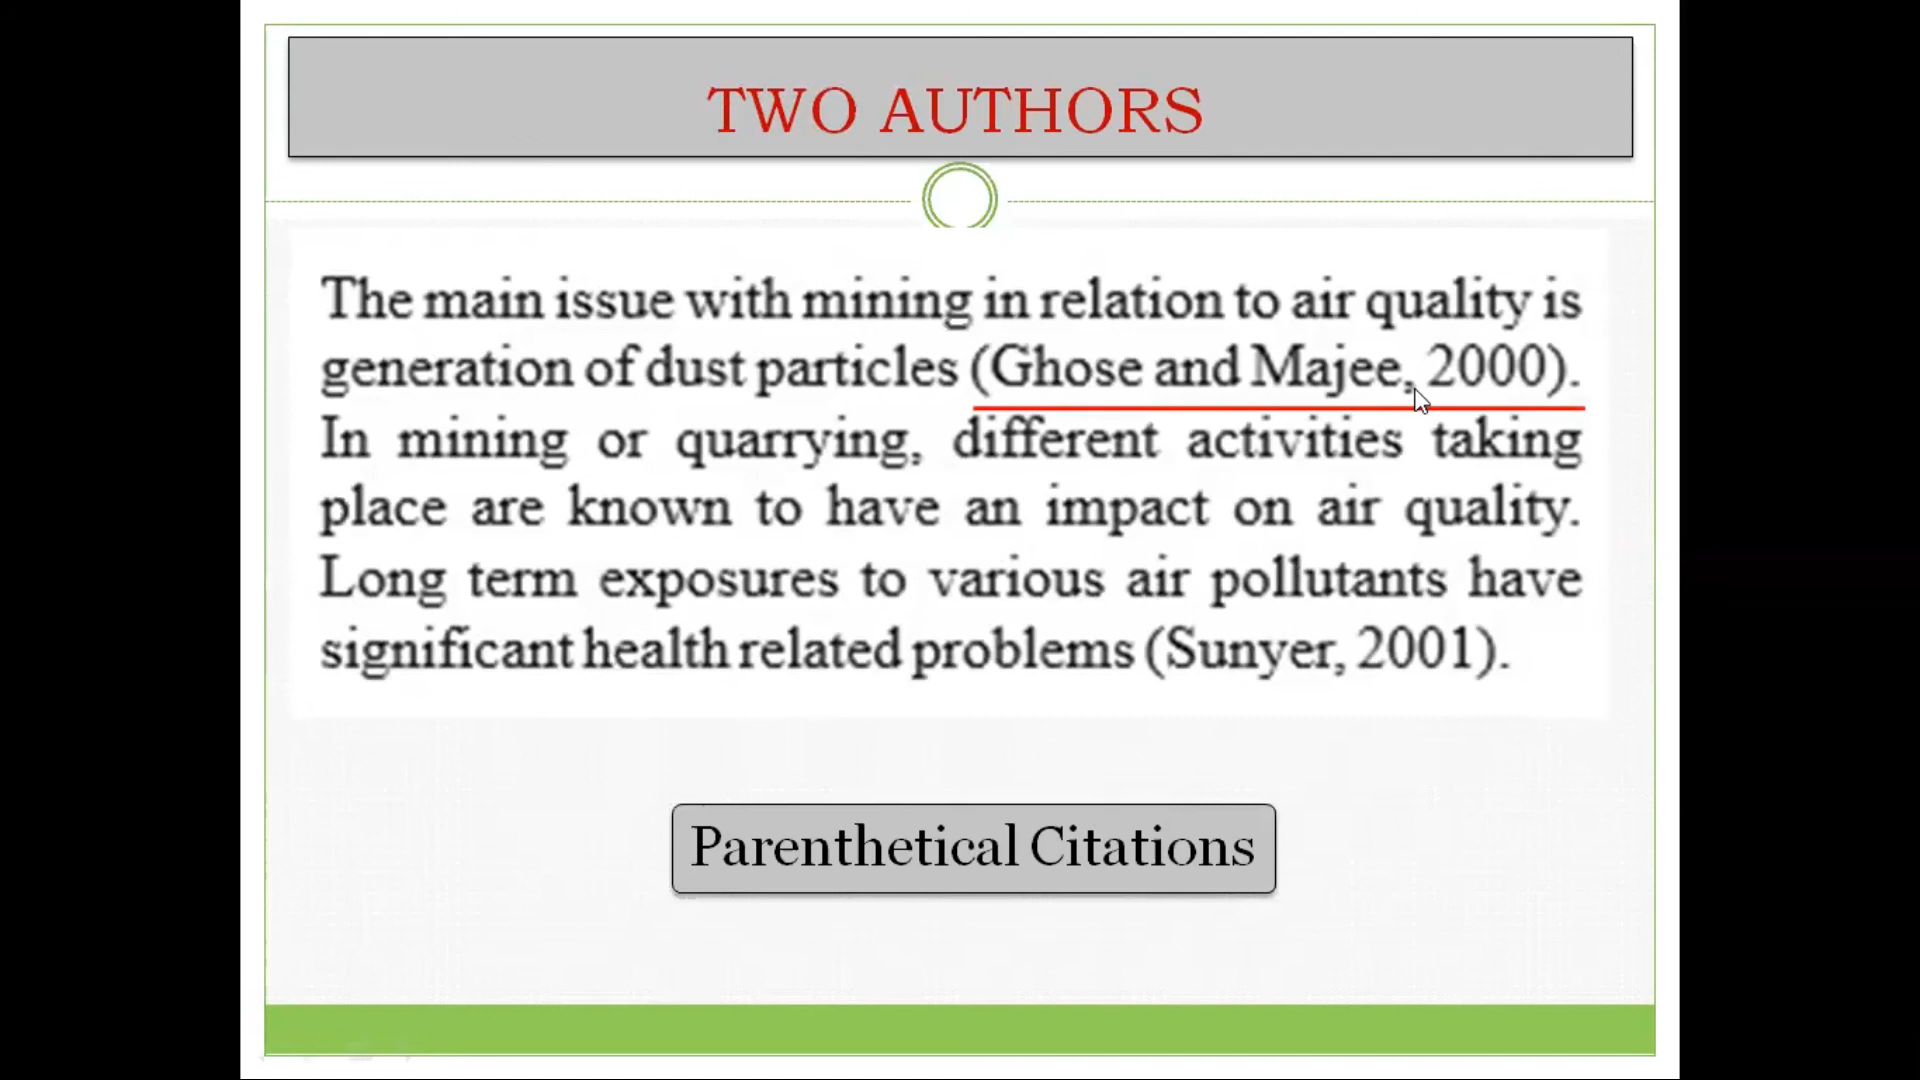 TWO AUTHORS
The main issue with mining in relation to air quality is
generation of dust particles (Ghose and Majee, 2000).
In mining or quarrying, different activities taking
place are known to have an impact on air quality.
Long term exposures to various air pollutants have
significant health related problems (Sunyer, 2001).
Parenthetical Citations